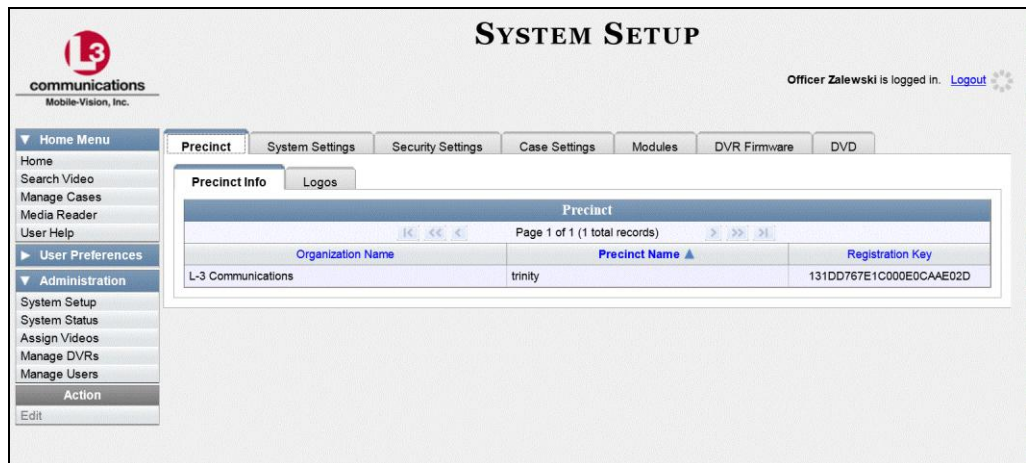 SYSTEM SETUP
L3
communications
Mobile-Vision, Inc.
Officer Zalewski is logged in. Logout
▼ Home Menu
Home
Search Video
Manage Cases
Media Reader
User Help
▶ User Preferences
▼ Administration
System Setup
System Status
Assign Videos
Manage DVRs
Manage Users
Action
Edit
Precinct System Settings Security Settings Case Settings Modules DVR Firmware DVD
Precinct Info Logos
Precinct
|< << < Page 1 of 1 (1 total records) > >> >|
Organization Name Precinct Name ▲ Registration Key
L-3 Communications trinity 131DD767E1C000E0CAAE02D